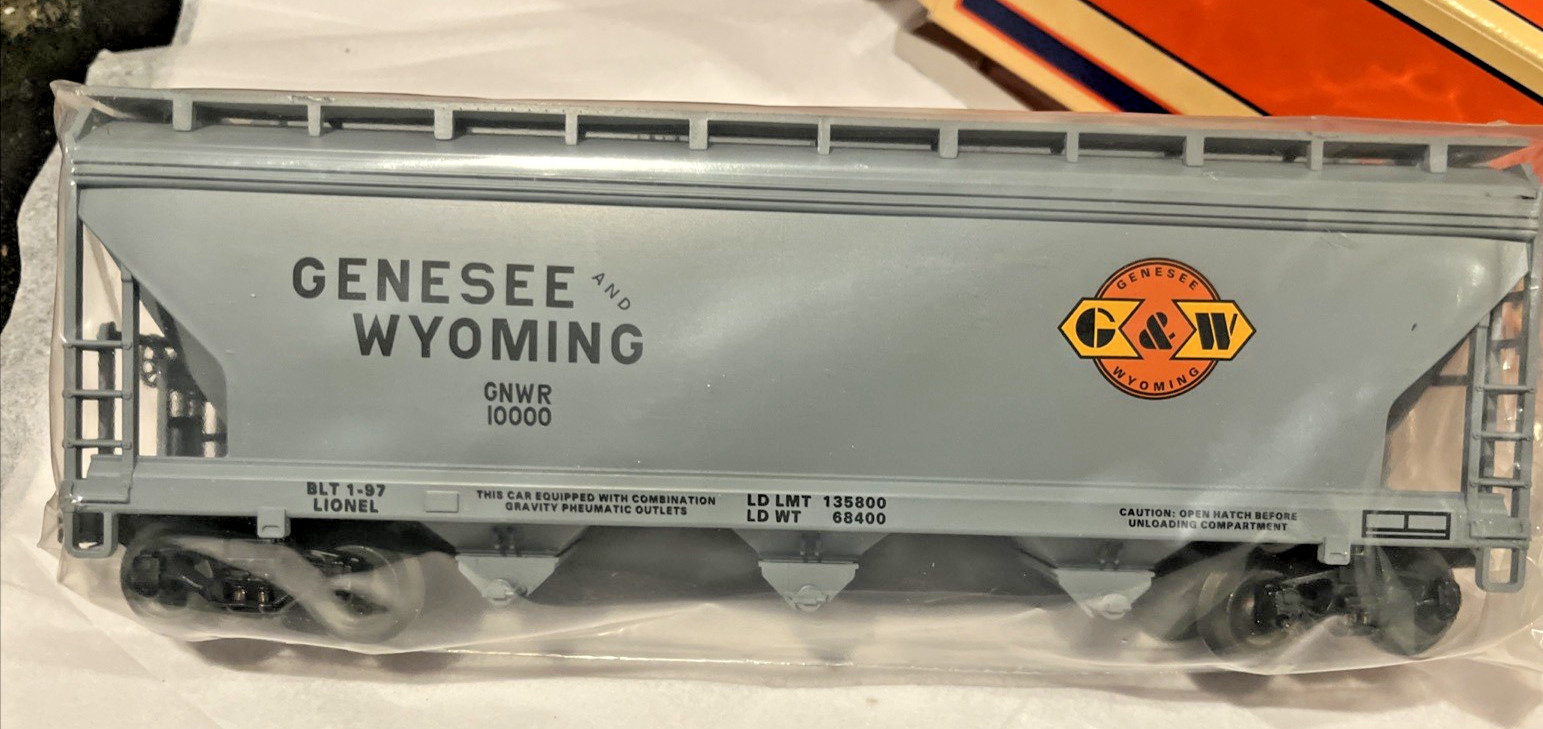 GENESEE AND
WYOMING
GNWR
10000
GENESEE
G & W
WYOMING
BLT 1-97
LIONEL
THIS CAR EQUIPPED WITH COMBINATION
GRAVITY PNEUMATIC OUTLETS
LD LMT 135800
LD WT 68400
CAUTION: OPEN HATCH BEFORE
UNLOADING COMPARTMENT